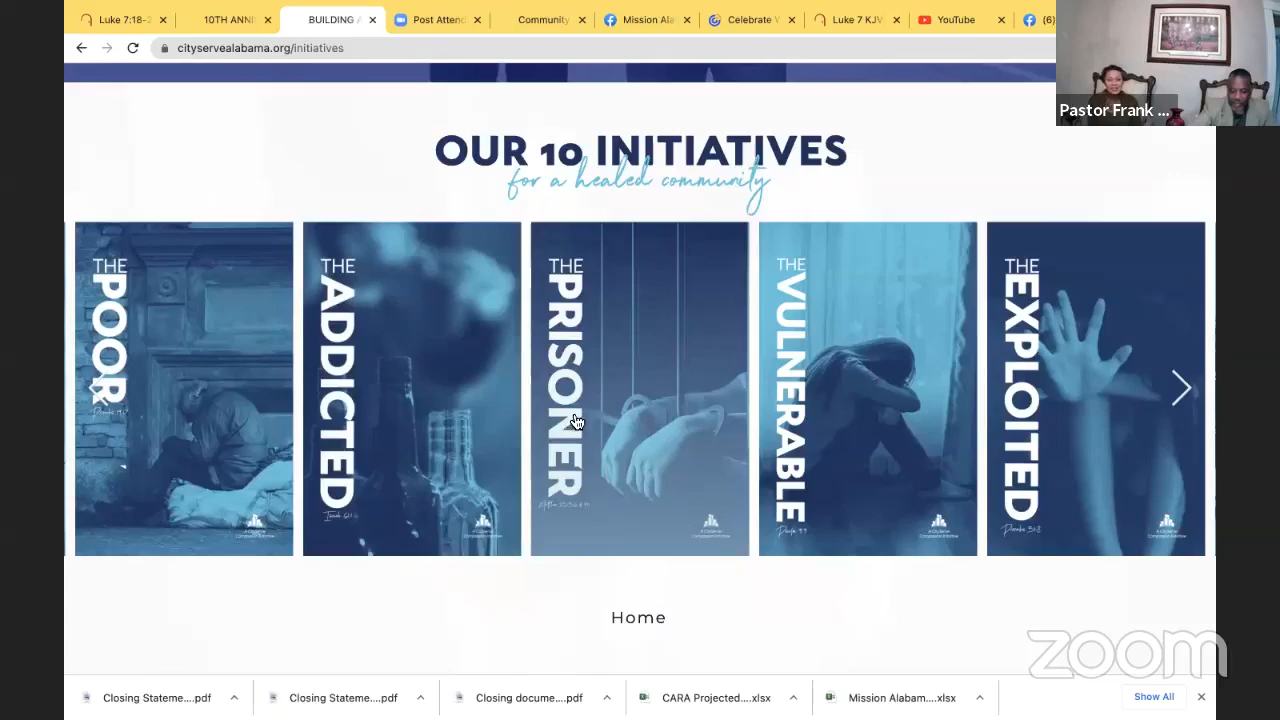 Luke 7:18-2
10TH ANNI
BUILDING A
Post Attend
Community
Mission Ala
Celebrate V
Luke 7 KJV
YouTube
(6)
cityservealabama.org/initiatives
Pastor Frank ...
OUR 10 INITIATIVES
for a healed community
THE POOR
THE ADDICTED
THE PRISONER
THE VULNERABLE
THE EXPLOITED
Home
zoom
Closing Stateme....pdf
Closing Stateme....pdf
Closing docume....pdf
CARA Projected....xlsx
Mission Alabam....xlsx
Show All